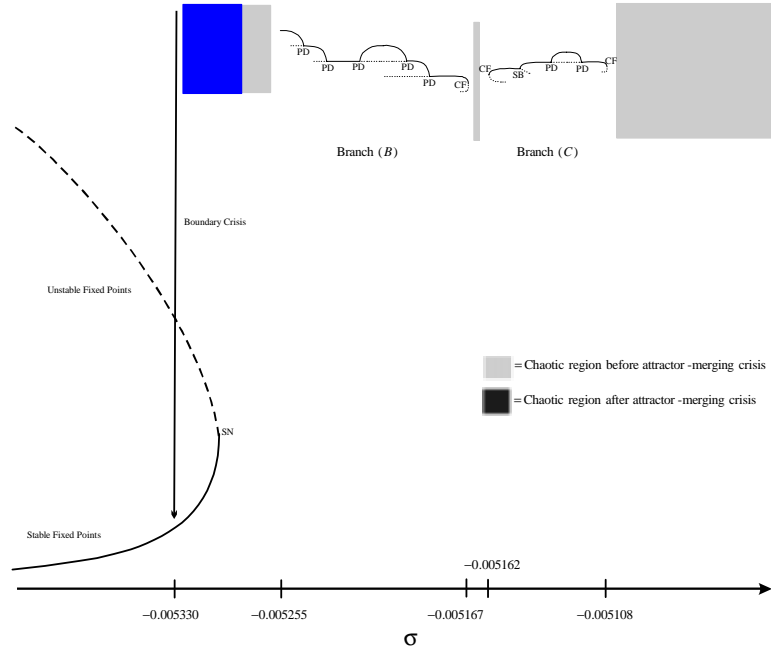 PD
PD
PD
PD
PD
CF
CF
SB
PD
PD
CF
Branch (B)
Branch (C)
Boundary Crisis
Unstable Fixed Points
= Chaotic region before attractor -merging crisis
= Chaotic region after attractor -merging crisis
SN
Stable Fixed Points
−0.005162
−0.005330
−0.005255
−0.005167
−0.005108
σ